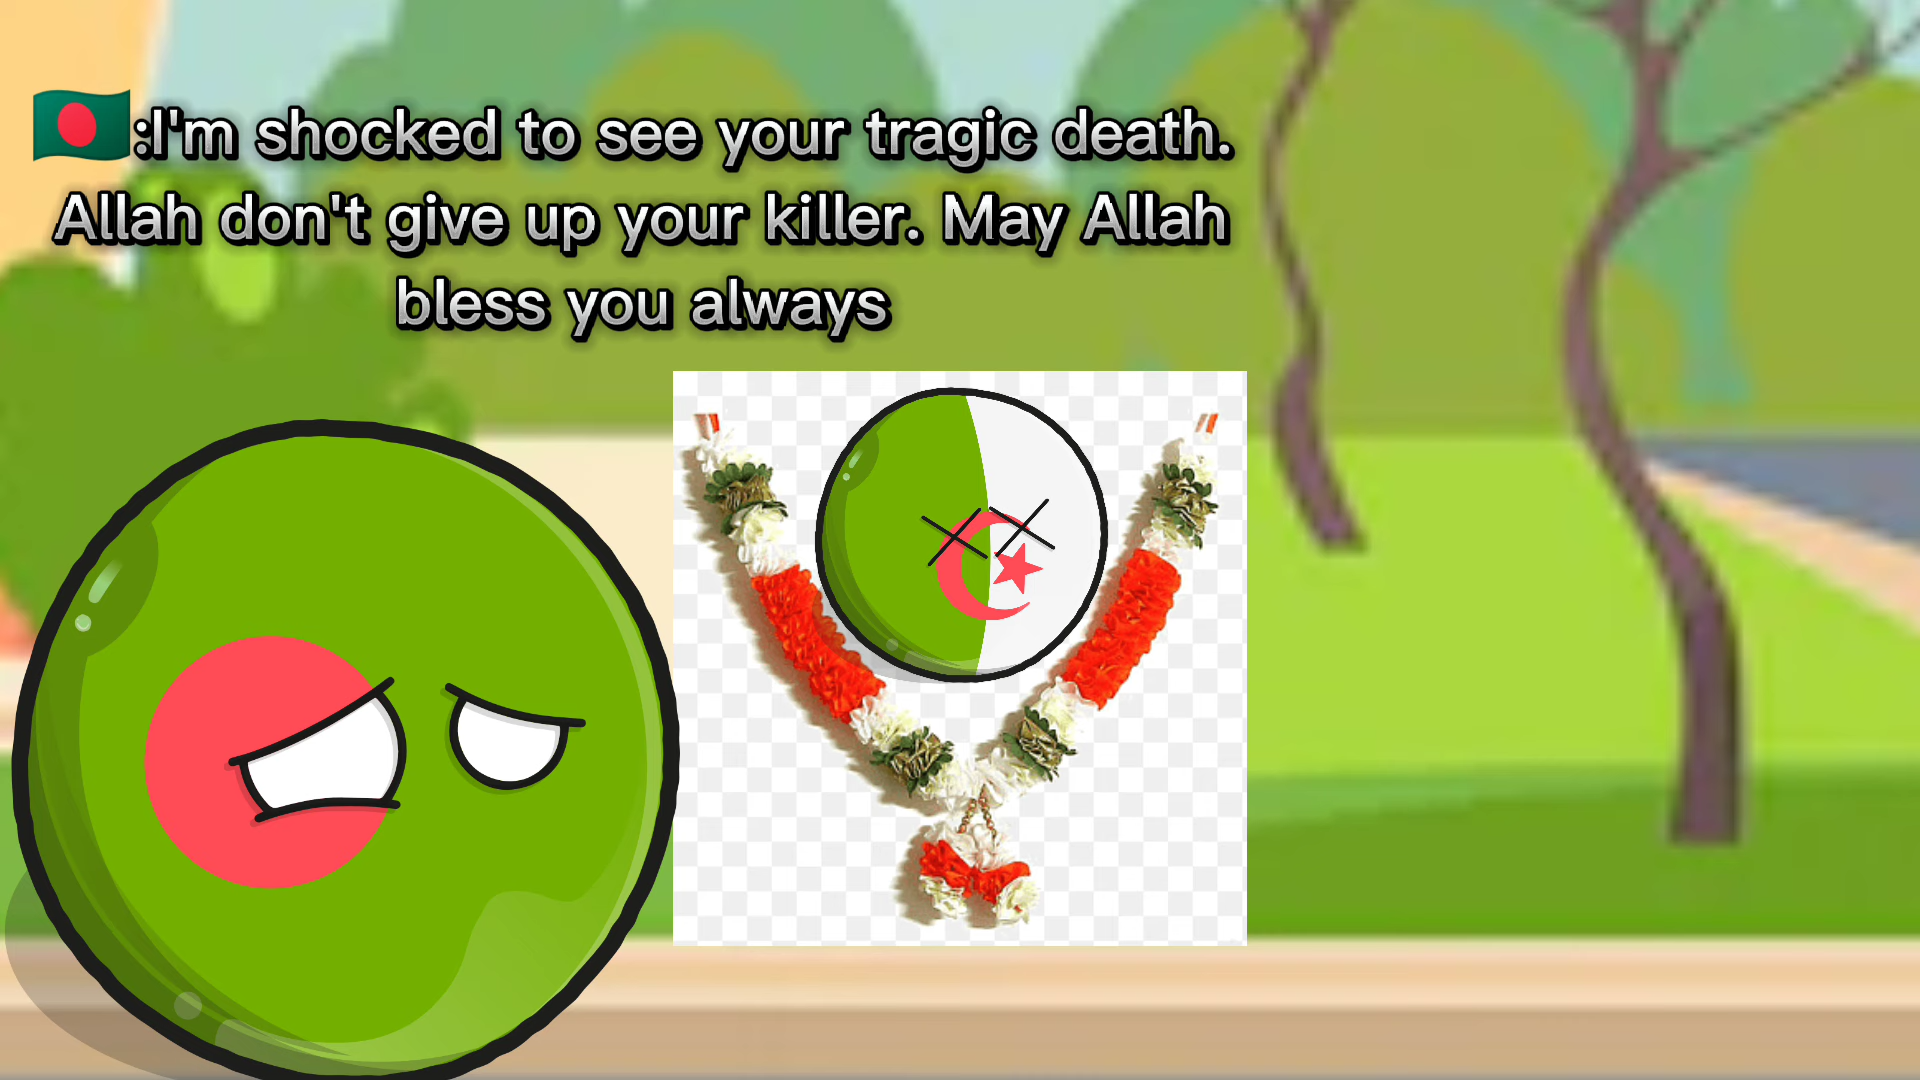 🇧🇩:I'm shocked to see your tragic death.
Allah don't give up your killer. May Allah
bless you always